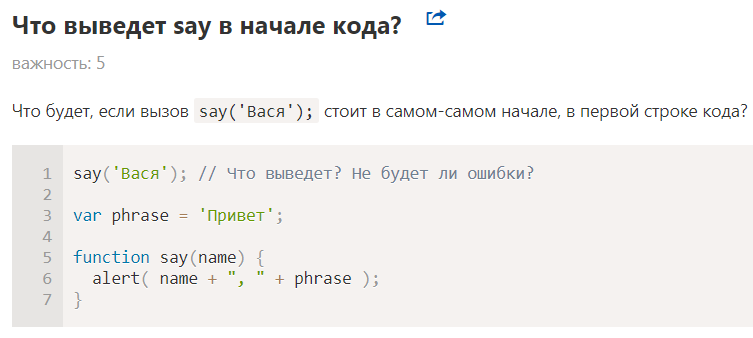 Что выведет say в начале кода?
важность: 5
Что будет, если вызов say('Вася'); стоит в самом-самом начале, в первой строке кода?
1 say('Вася'); // Что выведет? Не будет ли ошибки?
2
3 var phrase = 'Привет';
4
5 function say(name) {
6   alert( name + ", " + phrase );
7 }